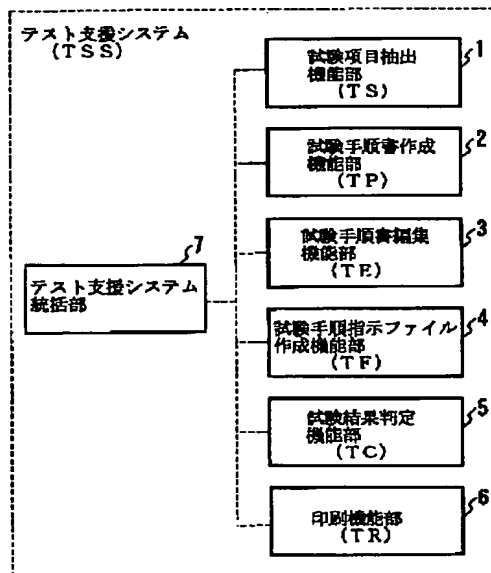 テスト支援システム
(TSS)
試験項目抽出
機能部
(TS)
1
試験手順書作成
機能部
(TP)
2
試験手順書編集
機能部
(TE)
3
7
テスト支援システム
統括部
試験手順指示ファイル
作成機能部
(TF)
4
試験結果判定
機能部
(TC)
5
印刷機能部
(TR)
6